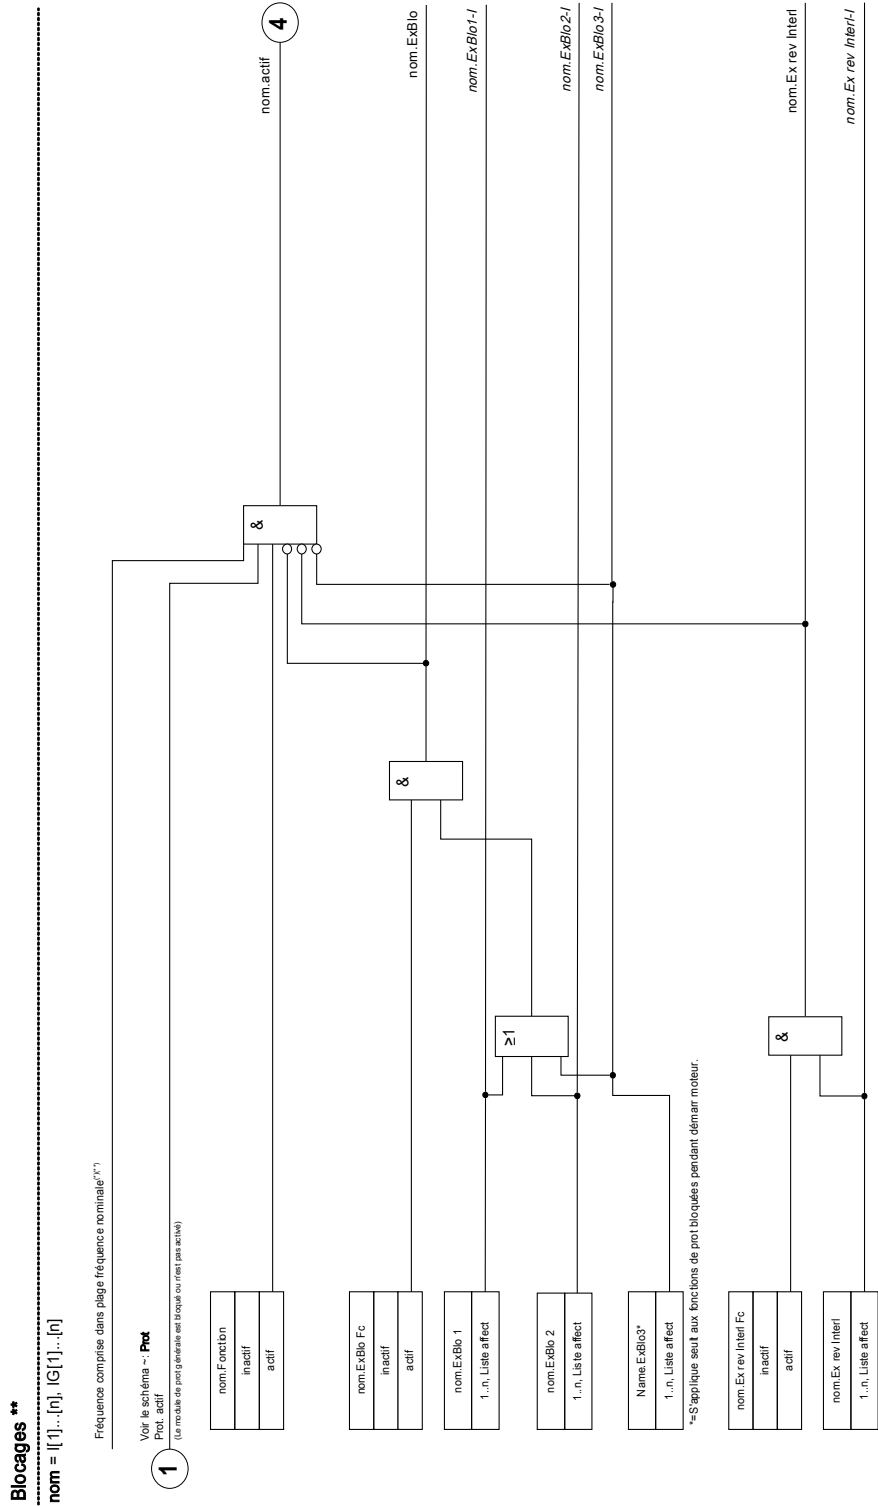 Blocages **
nom = I[1]...[n], IG[1]...[n]
Fréquence comprise dans plage fréquence nominale
Voir le schéma ~: Prot
Prot. actif
(Le module de prot générale est bloqué ou n'est pas activé)
1
nom.Fonction
inactif
actif
nom.ExBlo Fc
inactif
actif
nom.ExBlo 1
1..n, Liste affect
nom.ExBlo 2
1..n, Liste affect
Name.ExBlo3*
1..n, Liste affect
*=S'applique seult aux fonctions de prot bloquées pendant démarr moteur.
nom.Ex rev Interl Fc
inactif
actif
nom.Ex rev Interl
1..n, Liste affect
≥1
&
&
&
nom.actif
4
nom.ExBlo
nom.ExBlo1-I
nom.ExBlo2-I
nom.ExBlo3-I
nom.Ex rev Interl
nom.Ex rev Interl-I